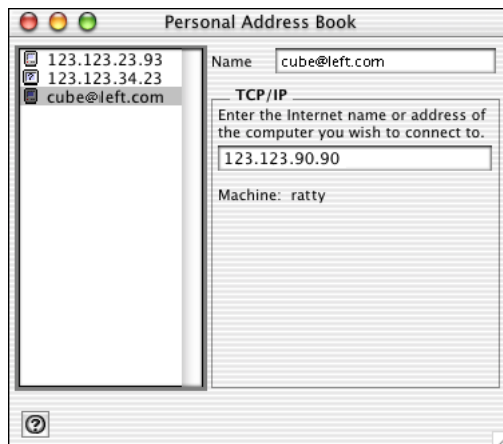 Personal Address Book
123.123.23.93
123.123.34.23
cube@left.com
Name cube@left.com
TCP/IP
Enter the Internet name or address of
the computer you wish to connect to.
123.123.90.90
Machine: ratty
?